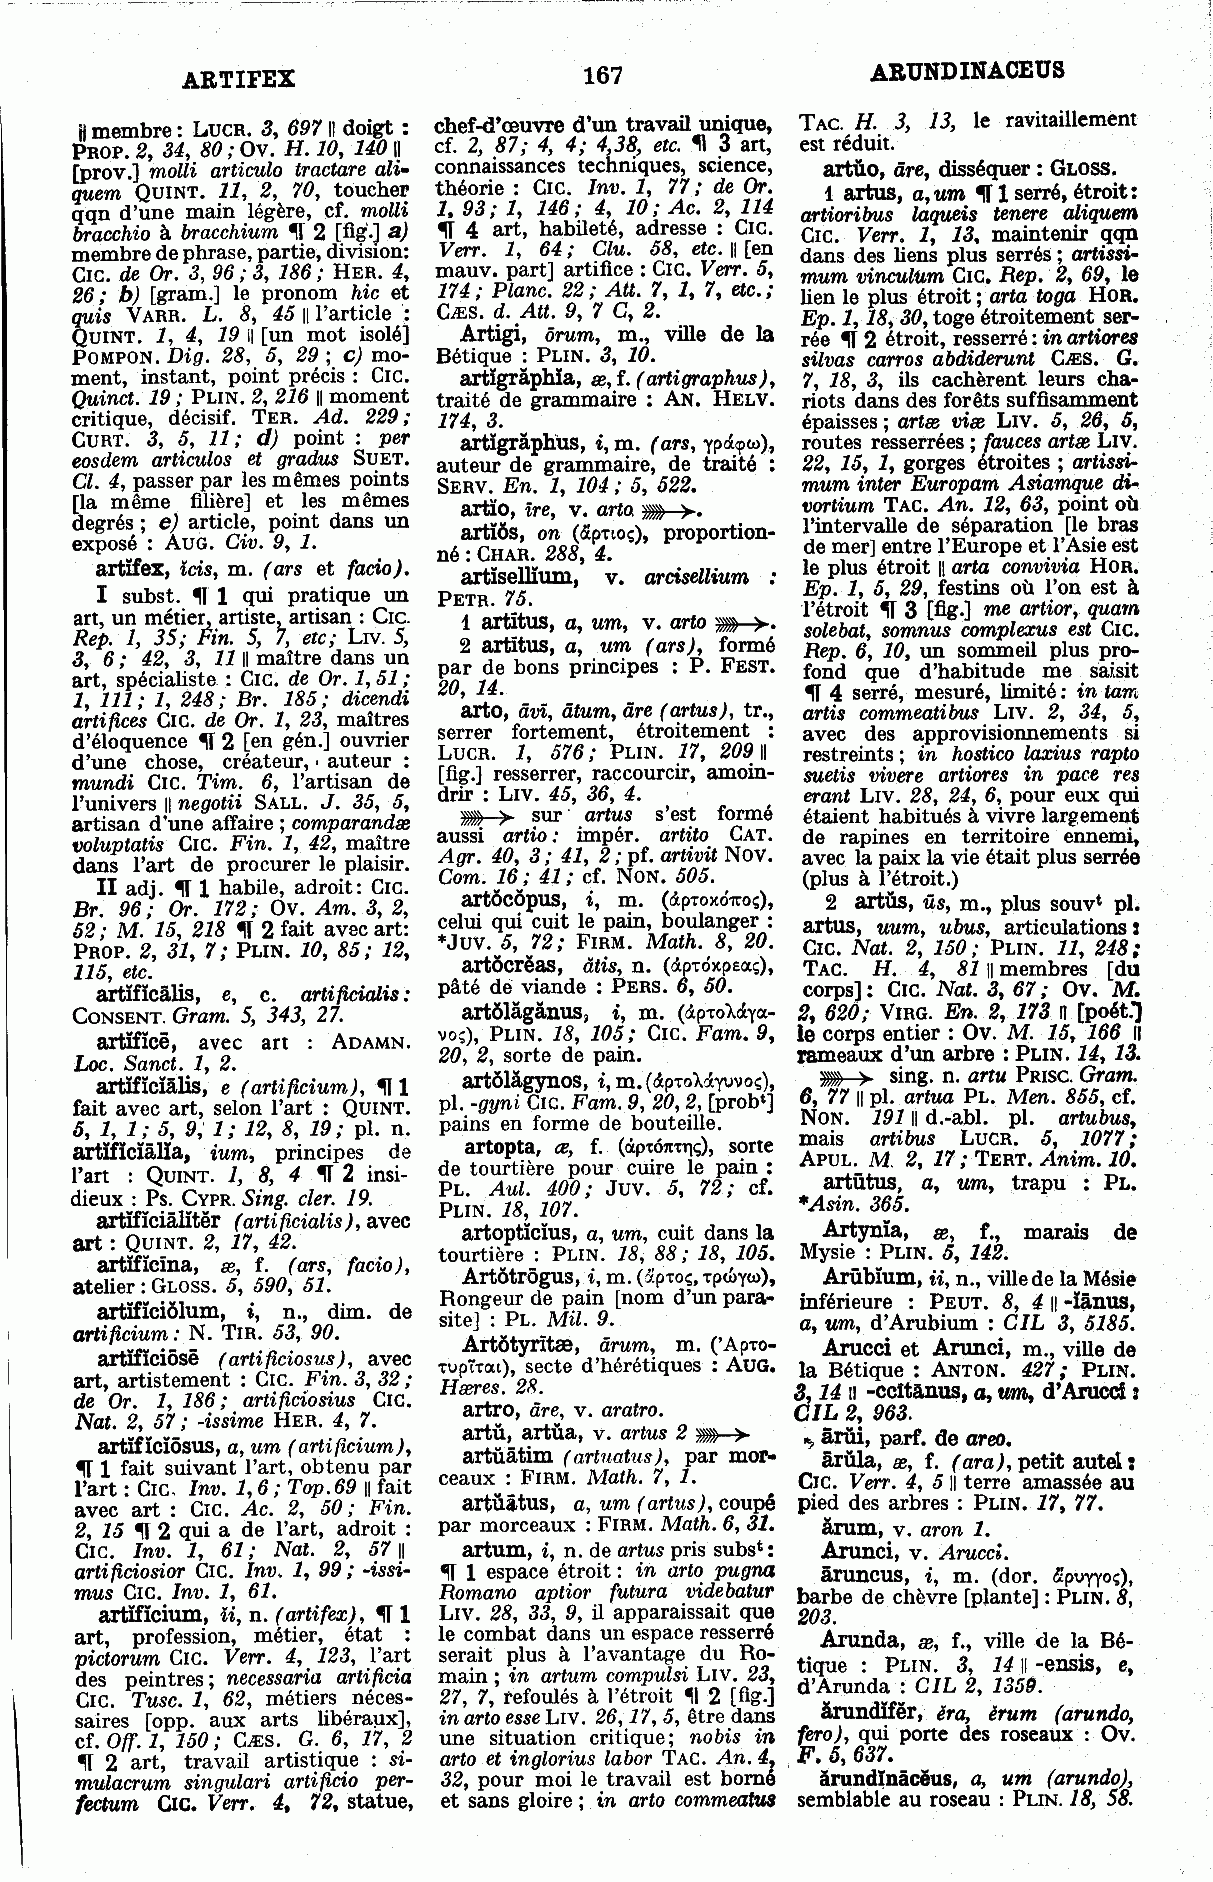 ARTIFEX
167
ARUNDINACEUS
|| membre : LUCR. 3, 697 || doigt :
PROP. 2, 34, 80 ; OV. H. 10, 140 ||
[prov.] molli articulo tractare ali-
quem QUINT. 11, 2, 70, toucher
qqn d'une main légère, cf. molli
bracchio à bracchium ¶ 2 [fig.] a)
membre de phrase, partie, division:
CIC. de Or. 3, 96 ; 3, 186 ; HER. 4,
26 ; b) [gram.] le pronom hic et
quis VARR. L. 8, 45 || l'article :
QUINT. 1, 4, 19 || [un mot isolé]
POMPON. Dig. 28, 5, 29 ; c) mo-
ment, instant, point précis : CIC.
Quinct. 19 ; PLIN. 2, 216 || moment
critique, décisif. TER. Ad. 229 ;
CURT. 3, 5, 11 ; d) point : per
eosdem articulos et gradus SUET.
Cl. 4, passer par les mêmes points
[la même filière] et les mêmes
degrés ; e) article, point dans un
exposé : AUG. Civ. 9, 1.
artĭfex, ĭcis, m. (ars et facio).
I subst. ¶ 1 qui pratique un
art, un métier, artiste, artisan : CIC.
Rep. 1, 35 ; Fin. 5, 7, etc ; LIV. 5,
3, 6 ; 42, 3, 11 || maître dans un
art, spécialiste : CIC. de Or. 1, 51 ;
1, 111 ; 1, 248 ; Br. 185 ; dicendi
artifices CIC. de Or. 1, 23, maîtres
d'éloquence ¶ 2 [en gén.] ouvrier
d'une chose, créateur, auteur :
mundi CIC. Tim. 6, l'artisan de
l'univers || negotii SALL. J. 35, 5,
artisan d'une affaire ; comparandæ
voluptatis CIC. Fin. 1, 42, maître
dans l'art de procurer le plaisir.
II adj. ¶ 1 habile, adroit : CIC.
Br. 96 ; Or. 172 ; OV. Am. 3, 2,
52 ; M. 15, 218 ¶ 2 fait avec art:
PROP. 2, 31, 7 ; PLIN. 10, 85 ; 12,
115, etc.
artĭfĭcālis, e, c. artificialis :
CONSENT. Gram. 5, 343, 27.
artĭfĭcē, avec art : ADAMN.
Loc. Sanct. 1, 2.
artĭfĭcĭālis, e (artificium), ¶ 1
fait avec art, selon l'art : QUINT.
5, 1, 1 ; 5, 9, 1 ; 12, 8, 19 ; pl. n.
artĭfĭcĭālĭa, ium, principes de
l'art : QUINT. 1, 8, 4 ¶ 2 insi-
dieux : PS. CYPR. Sing. cler. 19.
artĭfĭcĭālĭtĕr (artificialis), avec
art : QUINT. 2, 17, 42.
artĭfĭcīna, æ, f. (ars, facio),
atelier : GLOSS. 5, 590, 51.
artĭfĭcĭŏlum, i, n., dim. de
artificium : N. TIR. 53, 90.
artĭfĭcĭōsē (artificiosus), avec
art, artistement : CIC. Fin. 3, 32 ;
de Or. 1, 186 ; artificiosius CIC.
Nat. 2, 57 ; -issime HER. 4, 7.
artĭfĭcĭōsus, a, um (artificium),
¶ 1 fait suivant l'art, obtenu par
l'art : CIC. Inv. 1, 6 ; Top. 69 || fait
avec art : CIC. Ac. 2, 50 ; Fin.
2, 15 ¶ 2 qui a de l'art, adroit :
CIC. Inv. 1, 61 ; Nat. 2, 57 ||
artificiosior CIC. Inv. 1, 99 ; -issi-
mus CIC. Inv. 1, 61.
artĭfĭcĭum, ii, n. (artifex), ¶ 1
art, profession, métier, état :
pictorum CIC. Verr. 4, 123, l'art
des peintres ; necessaria artificia
CIC. Tusc. 1, 62, métiers néces-
saires [opp. aux arts libéraux],
cf. Off. 1, 150 ; CÆS. G. 6, 17, 2
¶ 2 art, travail artistique : si-
mulacrum singulari artificio per-
fectum CIC. Verr. 4, 72, statue,
chef-d'œuvre d'un travail unique,
cf. 2, 87 ; 4, 4 ; 4,38, etc. ¶ 3 art,
connaissances techniques, science,
théorie : CIC. Inv. 1, 77 ; de Or.
1, 93 ; 1, 146 ; 4, 10 ; Ac. 2, 114
¶ 4 art, habileté, adresse : CIC.
Verr. 1, 64 ; Clu. 58, etc. || [en
mauv. part] artifice : CIC. Verr. 5,
174 ; Planc. 22 ; Att. 7, 1, 7, etc. ;
CÆS. d. Att. 9, 7 C, 2.
Artigi, ōrum, m., ville de la
Bétique : PLIN. 3, 10.
artĭgrăphĭa, æ, f. (artigraphus),
traité de grammaire : AN. HELV.
174, 3.
artĭgrăphus, i, m. (ars, γράφω),
auteur de grammaire, de traité :
SERV. En. 1, 104 ; 5, 522.
artĭo, īre, v. arto ⟫→.
artĭŏs, on (ἄρτιος), proportion-
né : CHAR. 288, 4.
artĭsellĭum, v. arcisellium :
PETR. 75.
1 artītus, a, um, v. arto ⟫→.
2 artītus, a, um (ars), formé
par de bons principes : P. FEST.
20, 14.
arto, āvī, ātum, āre (artus), tr.,
serrer fortement, étroitement :
LUCR. 1, 576 ; PLIN. 17, 209 ||
[fig.] resserrer, raccourcir, amoin-
drir : LIV. 45, 36, 4.
⟫→ sur artus s'est formé
aussi artio : impér. artito CAT.
Agr. 40, 3 ; 41, 2 ; pf. artivit NOV.
Com. 16 ; 41 ; cf. NON. 505.
artŏcŏpus, i, m. (ἀρτοκόπος),
celui qui cuit le pain, boulanger :
*JUV. 5, 72 ; FIRM. Math. 8, 20.
artŏcrĕas, ătis, n. (ἀρτόκρεας),
pâté de viande : PERS. 6, 50.
artŏlăgănus, i, m. (ἀρτολάγα-
νος), PLIN. 18, 105 ; CIC. Fam. 9,
20, 2, sorte de pain.
artŏlăgynos, i, m. (ἀρτολάγυνος),
pl. -gyni CIC. Fam. 9, 20, 2, [probᵗ]
pains en forme de bouteille.
artopta, æ, f. (ἀρτόπτης), sorte
de tourtière pour cuire le pain :
PL. Aul. 400 ; JUV. 5, 72 ; cf.
PLIN. 18, 107.
artopticĭus, a, um, cuit dans la
tourtière : PLIN. 18, 88 ; 18, 105.
Artŏtrōgus, i, m. (ἄρτος, τρώγω),
Rongeur de pain [nom d'un para-
site] : PL. Mil. 9.
Artŏtyrītæ, ārum, m. (Ἀρτο-
τυρῖται), secte d'hérétiques : AUG.
Hæres. 28.
artro, āre, v. aratro.
artŭ, artŭa, v. artus 2 ⟫→
artŭātim (artuatus), par mor-
ceaux : FIRM. Math. 7, 1.
artŭātus, a, um (artus), coupé
par morceaux : FIRM. Math. 6, 31.
artum, i, n. de artus pris substᵗ :
¶ 1 espace étroit : in arto pugna
Romano aptior futura videbatur
LIV. 28, 33, 9, il apparaissait que
le combat dans un espace resserré
serait plus à l'avantage du Ro-
main ; in artum compulsi LIV. 23,
27, 7, refoulés à l'étroit ¶ 2 [fig.]
in arto esse LIV. 26, 17, 5, être dans
une situation critique ; nobis in
arto et inglorius labor TAC. An. 4,
32, pour moi le travail est borné
et sans gloire ; in arto commeatus
TAC. H. 3, 13, le ravitaillement
est réduit.
artŭo, āre, disséquer : GLOSS.
1 artus, a, um ¶ 1 serré, étroit :
artioribus laqueis tenere aliquem
CIC. Verr. 1, 13, maintenir qqn
dans des liens plus serrés ; artissi-
mum vinculum CIC. Rep. 2, 69, le
lien le plus étroit ; arta toga HOR.
Ep. 1, 18, 30, toge étroitement ser-
rée ¶ 2 étroit, resserré : in artiores
silvas carros abdiderunt CÆS. G.
7, 18, 3, ils cachèrent leurs cha-
riots dans des forêts suffisamment
épaisses ; artæ viæ LIV. 5, 26, 5,
routes resserrées ; fauces artæ LIV.
22, 15, 1, gorges étroites ; artissi-
mum inter Europam Asiamque di-
vortium TAC. An. 12, 63, point où
l'intervalle de séparation [le bras
de mer] entre l'Europe et l'Asie est
le plus étroit || arta convivia HOR.
Ep. 1, 5, 29, festins où l'on est à
l'étroit ¶ 3 [fig.] me artior, quam
solebat, somnus complexus est CIC.
Rep. 6, 10, un sommeil plus pro-
fond que d'habitude me saisit
¶ 4 serré, mesuré, limité : in tam
artis commeatibus LIV. 2, 34, 5,
avec des approvisionnements si
restreints ; in hostico laxius rapto
suetis vivere artiores in pace res
erant LIV. 28, 24, 6, pour eux qui
étaient habitués à vivre largement
de rapines en territoire ennemi,
avec la paix la vie était plus serrée
(plus à l'étroit.)
2 artŭs, ūs, m., plus souvᵗ pl.
artus, uum, ubus, articulations :
CIC. Nat. 2, 150 ; PLIN. 11, 248 ;
TAC. H. 4, 81 || membres [du
corps] : CIC. Nat. 3, 67 ; OV. M.
2, 620 ; VIRG. En. 2, 173 || [poét.]
le corps entier : OV. M. 15, 166 ||
rameaux d'un arbre : PLIN. 14, 13.
⟫→ sing. n. artu PRISC. Gram.
6, 77 || pl. artua PL. Men. 855, cf.
NON. 191 || d.-abl. pl. artubus,
mais artibus LUCR. 5, 1077 ;
APUL. M. 2, 17 ; TERT. Anim. 10.
artūtus, a, um, trapu : PL.
*Asin. 365.
Artynĭa, æ, f., marais de
Mysie : PLIN. 5, 142.
Arŭbĭum, ii, n., ville de la Mésie
inférieure : PEUT. 8, 4 || -ĭānus,
a, um, d'Arubium : CIL 3, 5185.
Arucci et Arunci, m., ville de
la Bétique : ANTON. 427 ; PLIN.
3, 14 || -ccĭtānus, a, um, d'Arucci :
CIL 2, 963.
ārŭi, parf. de areo.
ārŭla, æ, f. (ara), petit autel :
CIC. Verr. 4, 5 || terre amassée au
pied des arbres : PLIN. 17, 77.
ărum, v. aron 1.
Arunci, v. Arucci.
āruncus, i, m. (dor. ἄρυγγος),
barbe de chèvre [plante] : PLIN. 8,
203.
Arunda, æ, f., ville de la Bé-
tique : PLIN. 3, 14 || -ensis, e,
d'Arunda : CIL 2, 1359.
ărundĭfĕr, ĕra, ĕrum (arundo,
fero), qui porte des roseaux : OV.
F. 5, 637.
ărundĭnācĕus, a, um (arundo),
semblable au roseau : PLIN. 18, 58.